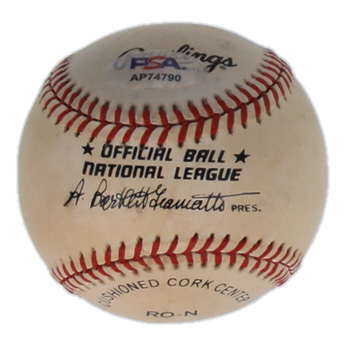 Rawlings
PSA
AP74790
★ OFFICIAL BALL ★
NATIONAL LEAGUE
A. Bartlett Giamatti PRES.
CUSHIONED CORK CENTER
RO-N